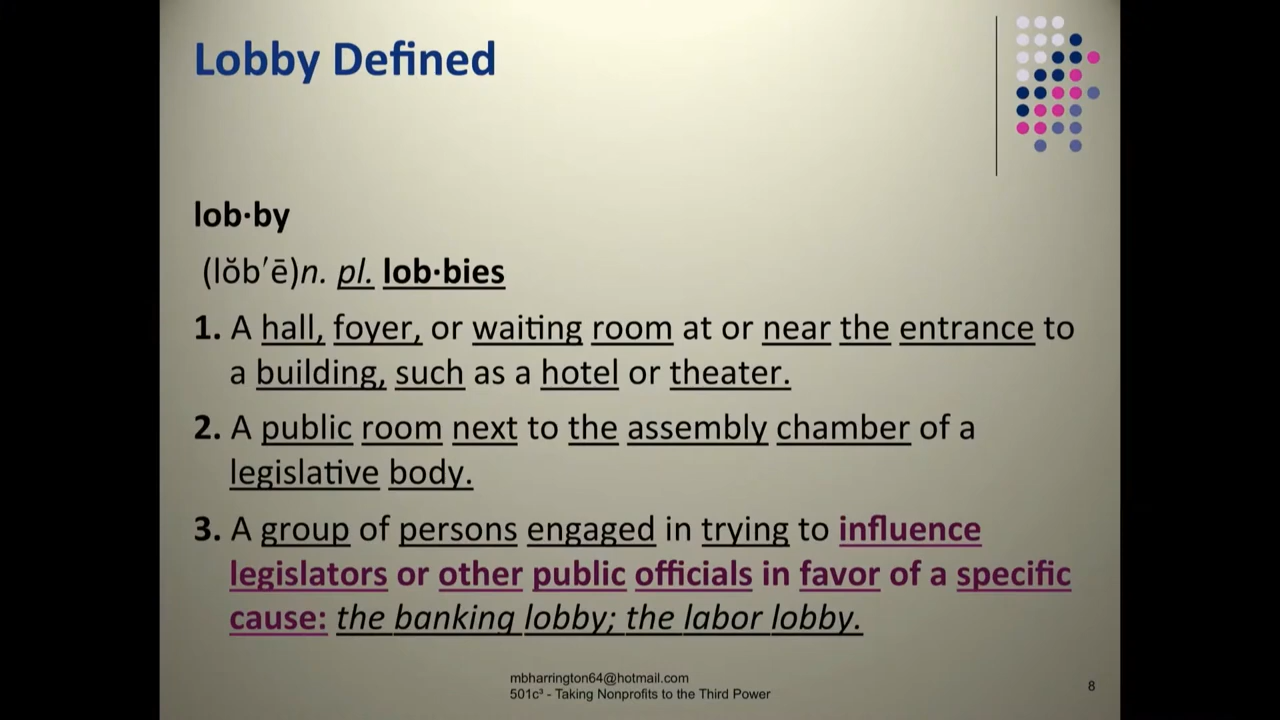 Lobby Defined
lob·by
(lŏb′ē)n. pl. lob·bies
1. A hall, foyer, or waiting room at or near the entrance to
a building, such as a hotel or theater.
2. A public room next to the assembly chamber of a
legislative body.
3. A group of persons engaged in trying to influence
legislators or other public officials in favor of a specific
cause: the banking lobby; the labor lobby.
mbharrington64@hotmail.com
501c³ - Taking Nonprofits to the Third Power
8